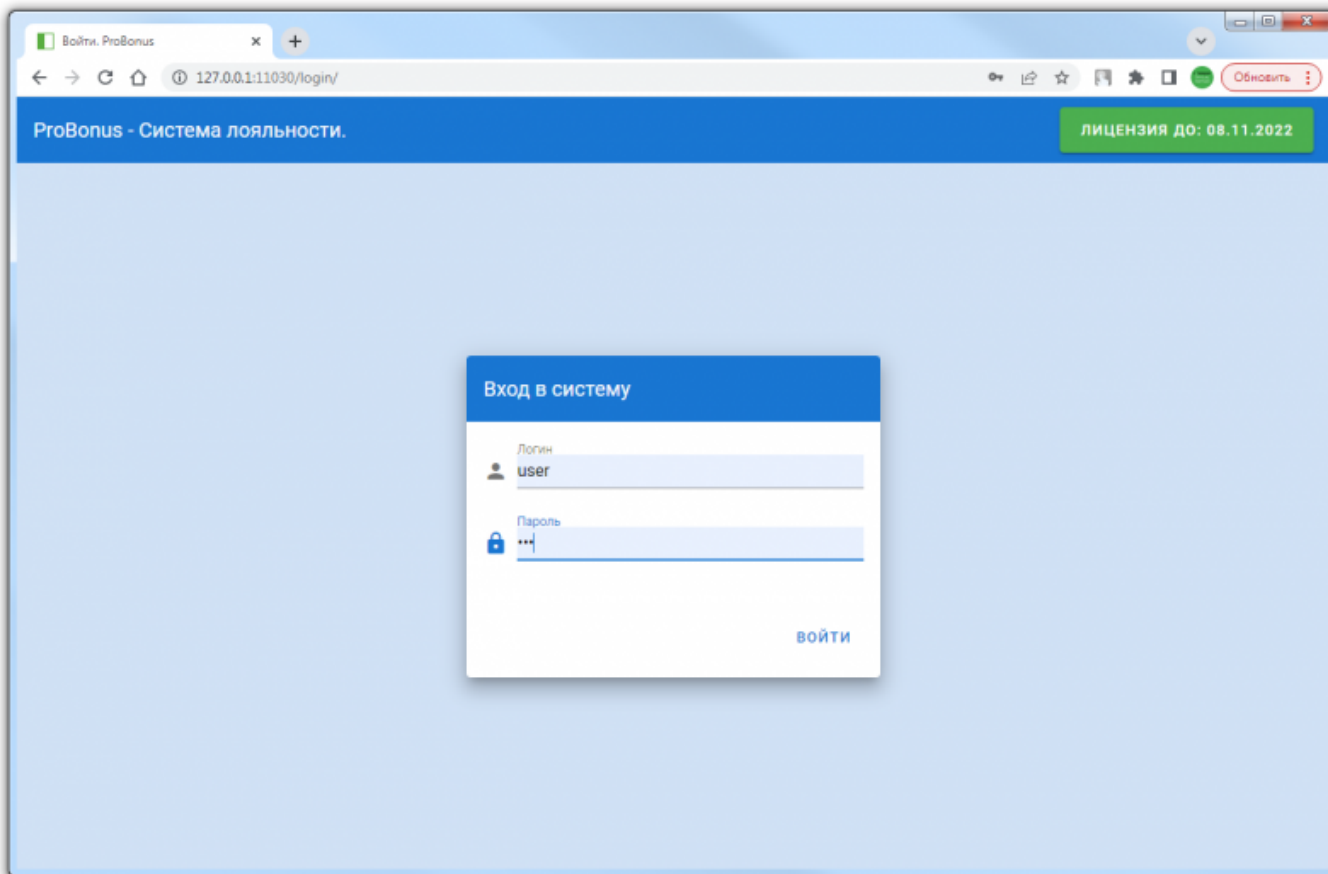 Войти. ProBonus
127.0.0.1:11030/login/
Обновить
ProBonus - Система лояльности.
ЛИЦЕНЗИЯ ДО: 08.11.2022
Вход в систему
Логин
user
Пароль
•••
ВОЙТИ